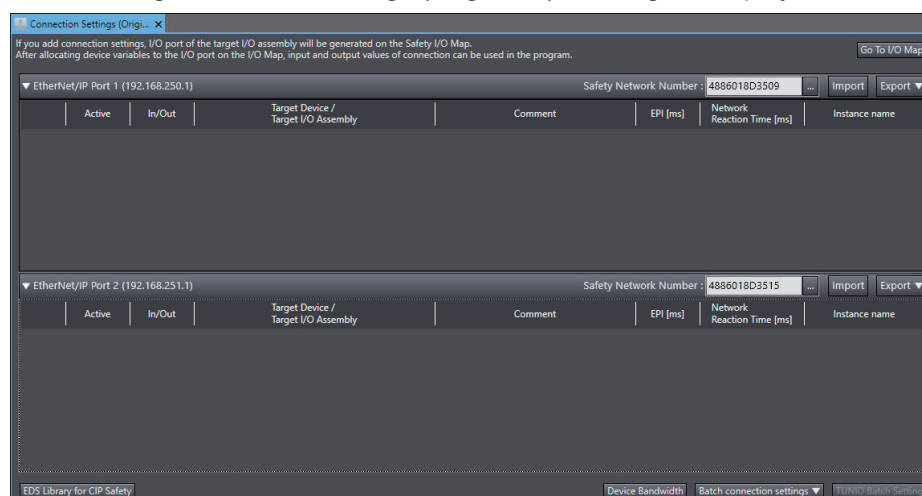 Connection Settings (Origi... X
If you add connection settings, I/O port of the target I/O assembly will be generated on the Safety I/O Map.
After allocating device variables to the I/O port on the I/O Map, input and output values of connection can be used in the program.
Go To I/O Map
▼ EtherNet/IP Port 1 (192.168.250.1) Safety Network Number : 4886018D3509 ... Import Export ▼
Active In/Out Target Device / Target I/O Assembly Comment EPI [ms] Network Reaction Time [ms] Instance name
▼ EtherNet/IP Port 2 (192.168.251.1) Safety Network Number : 4886018D3515 ... Import Export ▼
Active In/Out Target Device / Target I/O Assembly Comment EPI [ms] Network Reaction Time [ms] Instance name
EDS Library for CIP Safety Device Bandwidth Batch connection settings ▼ TUNID Batch Setting